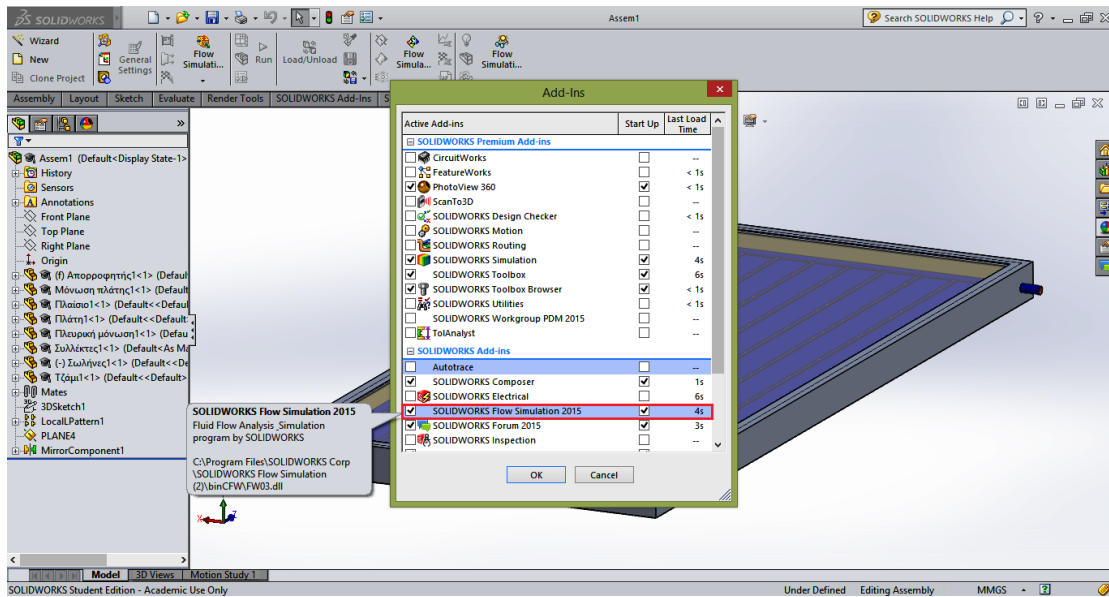 SOLIDWORKS
Assem1
Search SOLIDWORKS Help
Wizard
New
Clone Project
General Settings
Flow Simulati...
Run
Load/Unload
Flow Simula...
Flow Simulati...
Assembly
Layout
Sketch
Evaluate
Render Tools
SOLIDWORKS Add-Ins
S
Assem1 (Default<Display State-1>
History
Sensors
Annotations
Front Plane
Top Plane
Right Plane
Origin
(f) Απορροφητής1<1> (Defaul
Μόνωση πλάτης1<1> (Default
Πλαίσιο1<1> (Default<<Defaul
Πλάτη1<1> (Default<<Default
Πλευρική μόνωση1<1> (Defau
Συλλέκτες1<1> (Default<As Ma
(-) Σωλήνες1<1> (Default<<De
Τζάμι1<1> (Default<<Default>
Mates
3DSketch1
LocalLPattern1
PLANE4
MirrorComponent1
Add-Ins
Active Add-ins Start Up Last Load Time
SOLIDWORKS Premium Add-ins
CircuitWorks --
FeatureWorks < 1s
PhotoView 360 < 1s
ScanTo3D --
SOLIDWORKS Design Checker < 1s
SOLIDWORKS Motion --
SOLIDWORKS Routing --
SOLIDWORKS Simulation 4s
SOLIDWORKS Toolbox 6s
SOLIDWORKS Toolbox Browser < 1s
SOLIDWORKS Utilities < 1s
SOLIDWORKS Workgroup PDM 2015 --
TolAnalyst --
SOLIDWORKS Add-ins
Autotrace --
SOLIDWORKS Composer 1s
SOLIDWORKS Electrical 6s
SOLIDWORKS Flow Simulation 2015 4s
SOLIDWORKS Forum 2015 3s
SOLIDWORKS Inspection --
OK
Cancel
SOLIDWORKS Flow Simulation 2015
Fluid Flow Analysis Simulation
program by SOLIDWORKS
C:\Program Files\SOLIDWORKS Corp
\SOLIDWORKS Flow Simulation
(2)\binCFW\FW03.dll
Model
3D Views
Motion Study 1
SOLIDWORKS Student Edition - Academic Use Only
Under Defined
Editing Assembly
MMGS